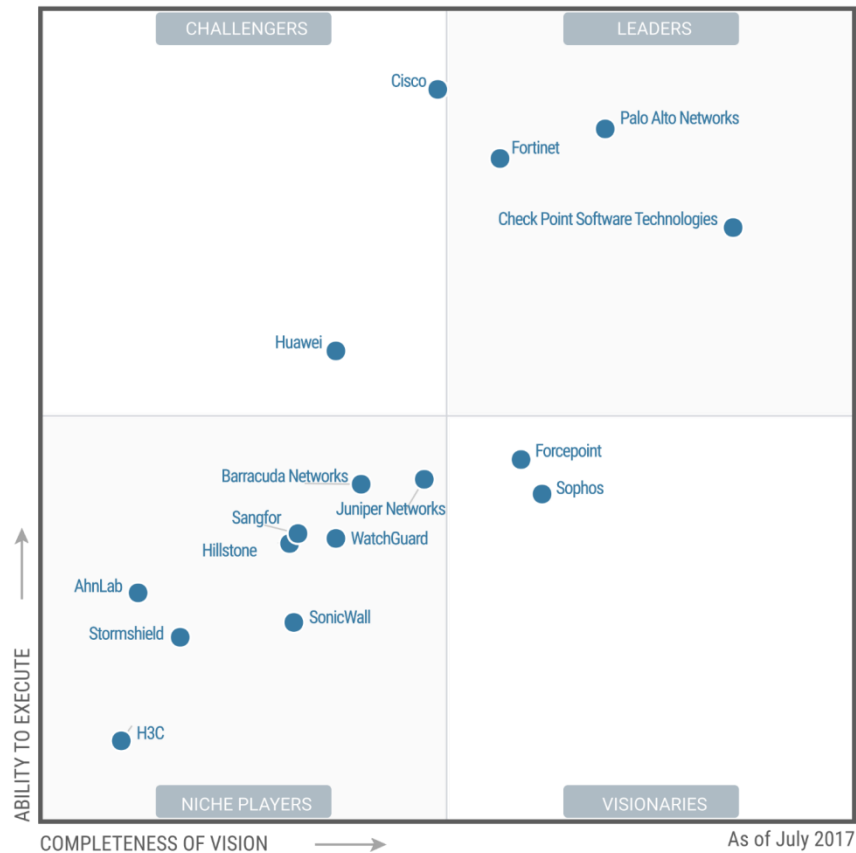 CHALLENGERS
LEADERS
Cisco
Palo Alto Networks
Fortinet
Check Point Software Technologies
Huawei
Forcepoint
Barracuda Networks
Sophos
Juniper Networks
Sangfor
WatchGuard
Hillstone
AhnLab
SonicWall
Stormshield
H3C
NICHE PLAYERS
VISIONARIES
ABILITY TO EXECUTE
COMPLETENESS OF VISION
As of July 2017